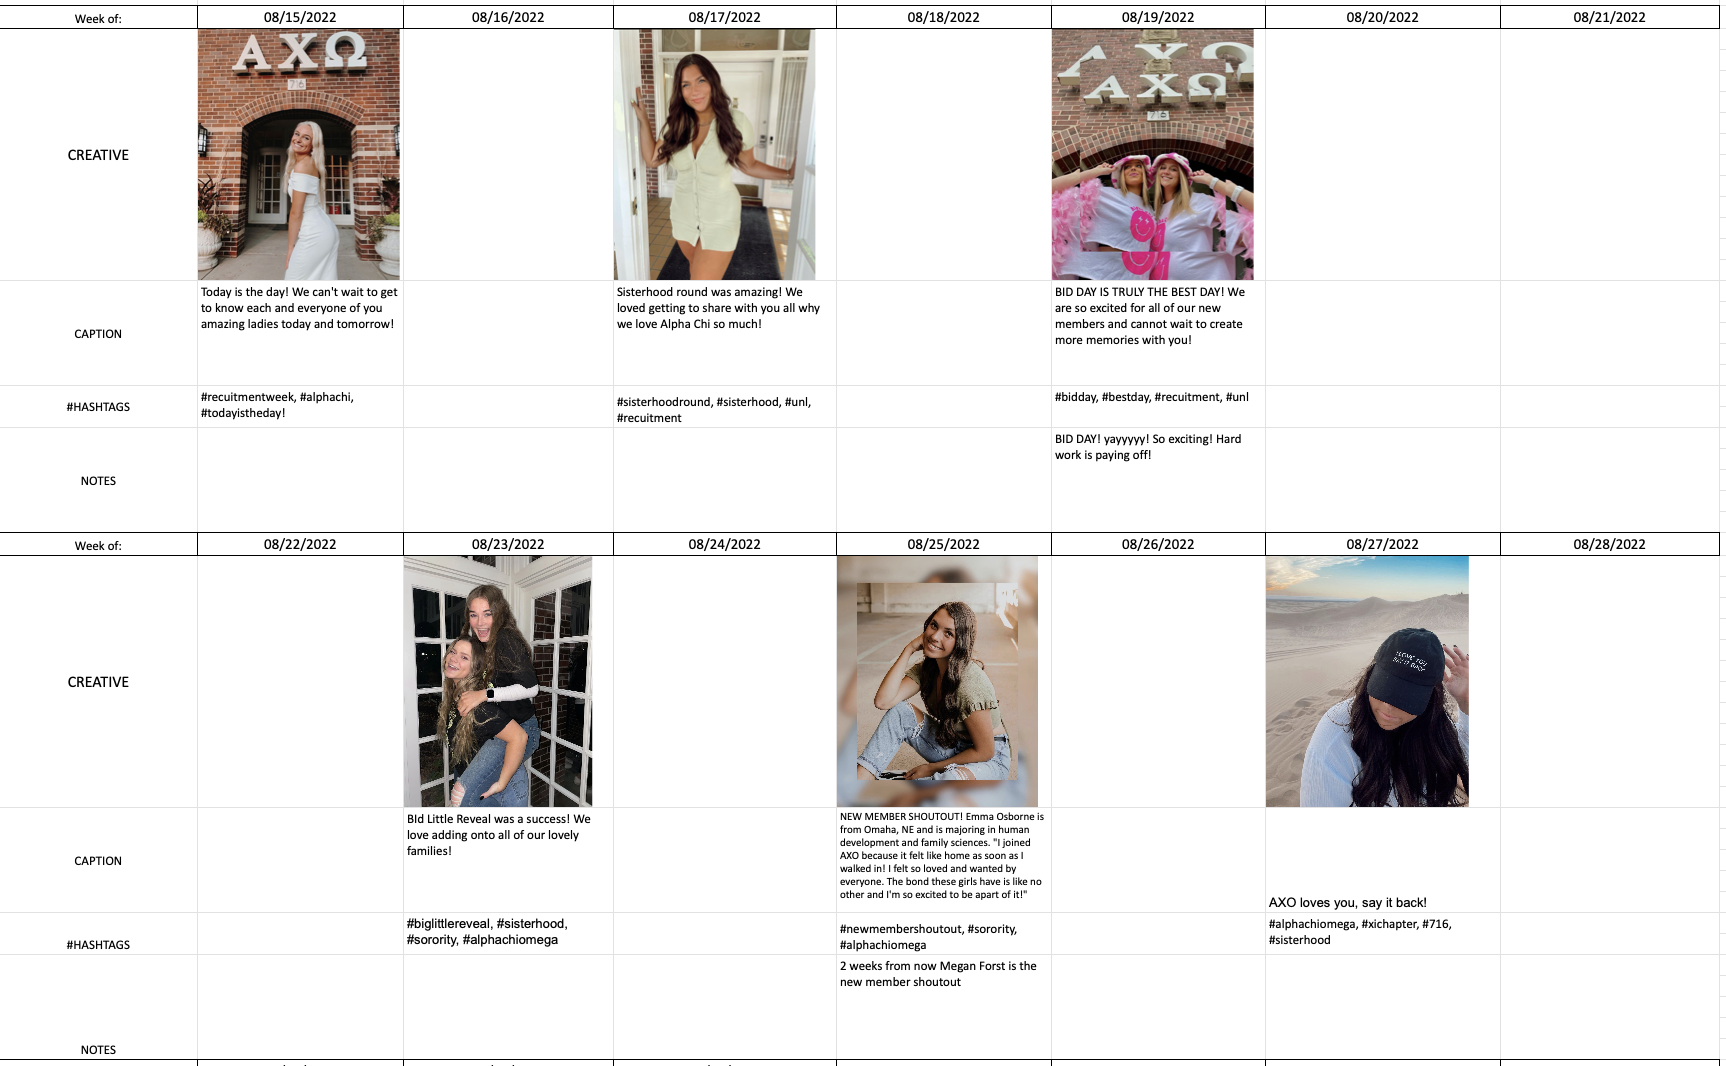 Week of: 08/15/2022 08/16/2022 08/17/2022 08/18/2022 08/19/2022 08/20/2022 08/21/2022
CREATIVE
ΑΧΩ
716
ΑΧΩ
ΑΧΩ
CAPTION
Today is the day! We can't wait to get
to know each and everyone of you
amazing ladies today and tomorrow!
Sisterhood round was amazing! We
loved getting to share with you all why
we love Alpha Chi so much!
BID DAY IS TRULY THE BEST DAY! We
are so excited for all of our new
members and cannot wait to create
more memories with you!
#HASHTAGS
#recuitmentweek, #alphachi,
#todayistheday!
#sisterhoodround, #sisterhood, #unl,
#recuitment
#bidday, #bestday, #recuitment, #unl
NOTES
BID DAY! yayyyyy! So exciting! Hard
work is paying off!
Week of: 08/22/2022 08/23/2022 08/24/2022 08/25/2022 08/26/2022 08/27/2022 08/28/2022
CREATIVE
CAPTION
BId Little Reveal was a success! We
love adding onto all of our lovely
families!
NEW MEMBER SHOUTOUT! Emma Osborne is
from Omaha, NE and is majoring in human
development and family sciences. "I joined
AXO because it felt like home as soon as I
walked in! I felt so loved and wanted by
everyone. The bond these girls have is like no
other and I'm so excited to be apart of it!"
AXO loves you, say it back!
#HASHTAGS
#biglittlereveal, #sisterhood,
#sorority, #alphachiomega
#newmembershoutout, #sorority,
#alphachiomega
#alphachiomega, #xichapter, #716,
#sisterhood
NOTES
2 weeks from now Megan Forst is the
new member shoutout